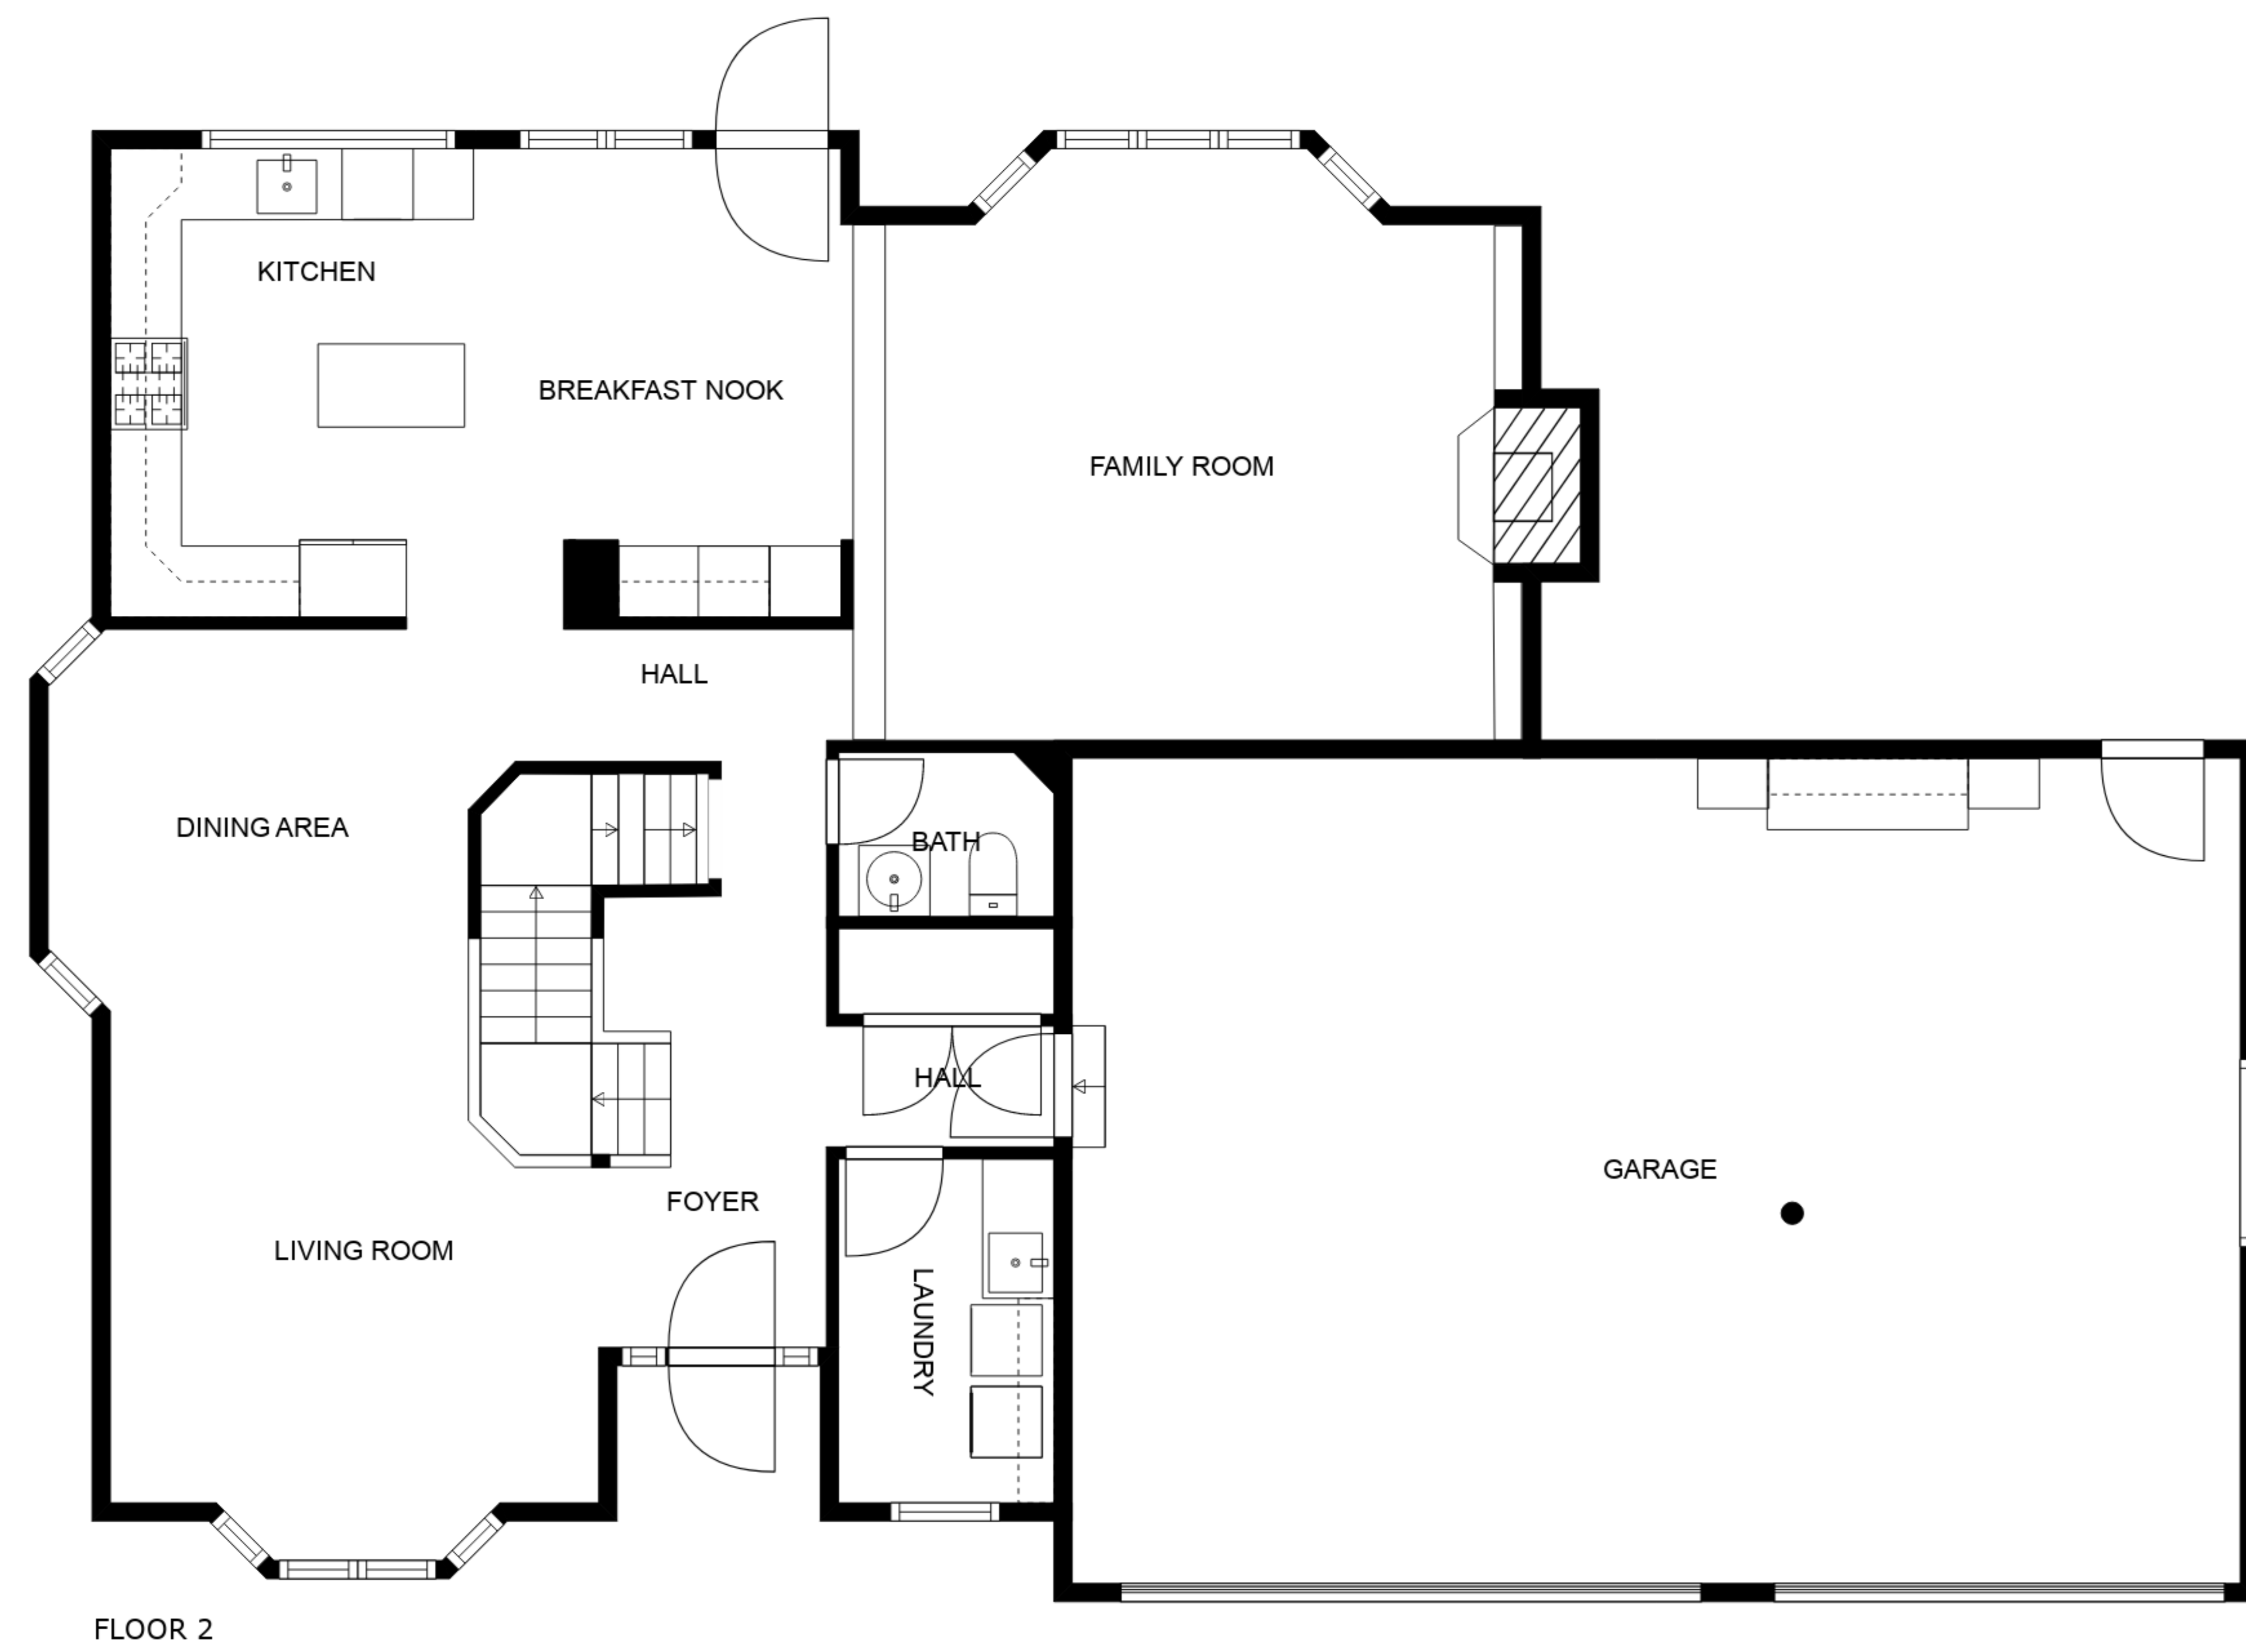 KITCHEN
BREAKFAST NOOK
FAMILY ROOM
HALL
DINING AREA
BATH
HALL
GARAGE
FOYER
LIVING ROOM
LAUNDRY
FLOOR 2